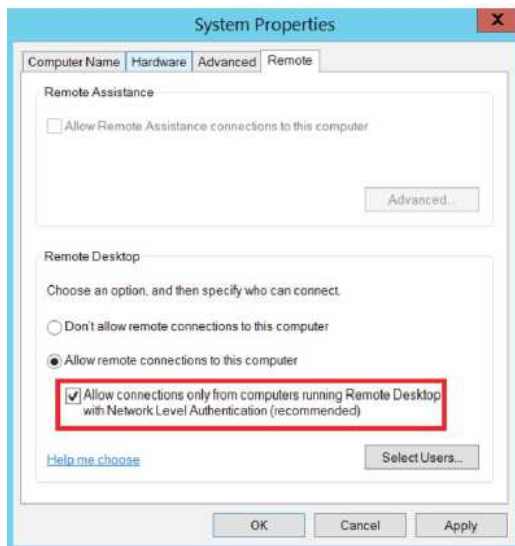 System Properties
X
Computer Name Hardware Advanced Remote
Remote Assistance
Allow Remote Assistance connections to this computer
Advanced...
Remote Desktop
Choose an option, and then specify who can connect.
Don't allow remote connections to this computer
Allow remote connections to this computer
Allow connections only from computers running Remote Desktop
with Network Level Authentication (recommended)
Help me choose
Select Users...
OK Cancel Apply